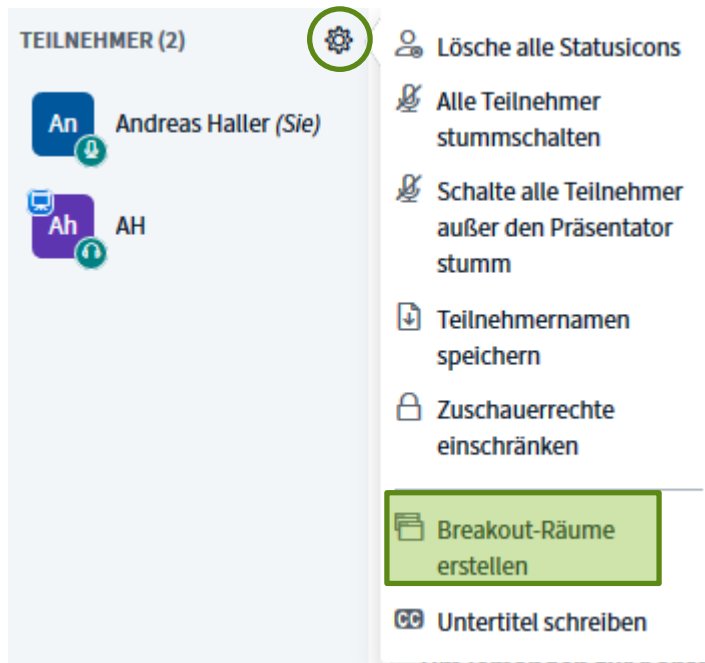 TEILNEHMER (2)
An
Andreas Haller (Sie)
Ah
AH
Lösche alle Statusicons
Alle Teilnehmer
stummschalten
Schalte alle Teilnehmer
außer den Präsentator
stumm
Teilnehmernamen
speichern
Zuschauerrechte
einschränken
Breakout-Räume
erstellen
CC Untertitel schreiben